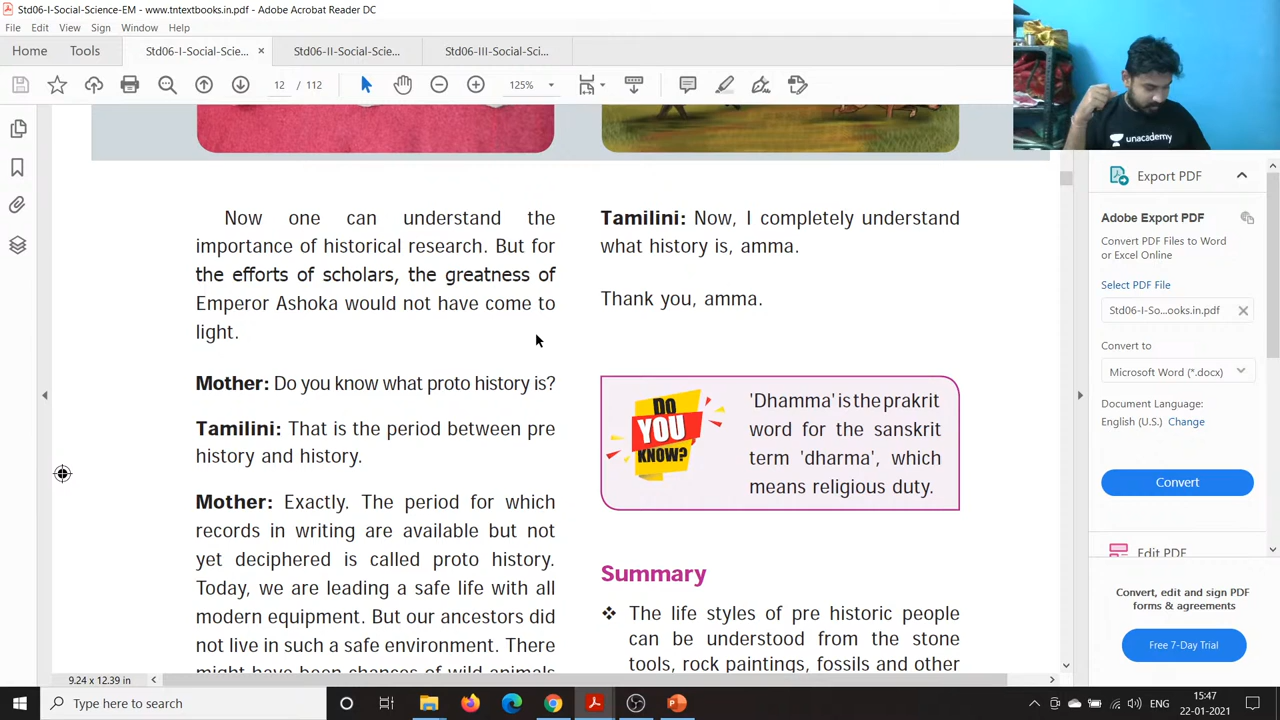 Std06-I-Social-Science-EM - www.tntextbooks.in.pdf - Adobe Acrobat Reader DC
File Edit View Sign Window Help
Home Tools Std06-I-Social-Scie... × Std06-II-Social-Scie... Std06-III-Social-Sci...
12 / 112 125%
unacademy
Now one can understand the
importance of historical research. But for
the efforts of scholars, the greatness of
Emperor Ashoka would not have come to
light.
Mother: Do you know what proto history is?
Tamilini: That is the period between pre
history and history.
Mother: Exactly. The period for which
records in writing are available but not
yet deciphered is called proto history.
Today, we are leading a safe life with all
modern equipment. But our ancestors did
not live in such a safe environment. There
might have been chances of wild animals
Tamilini: Now, I completely understand
what history is, amma.
Thank you, amma.
DO
YOU
KNOW?
'Dhamma' is the prakrit
word for the sanskrit
term 'dharma', which
means religious duty.
Summary
❖ The life styles of pre historic people
can be understood from the stone
tools, rock paintings, fossils and other
Export PDF
Adobe Export PDF
Convert PDF Files to Word
or Excel Online
Select PDF File
Std06-I-So...ooks.in.pdf
Convert to
Microsoft Word (*.docx)
Document Language:
English (U.S.) Change
Convert
Edit PDF
Convert, edit and sign PDF
forms & agreements
Free 7-Day Trial
9.24 x 12.39 in
Type here to search
ENG
15:47
22-01-2021